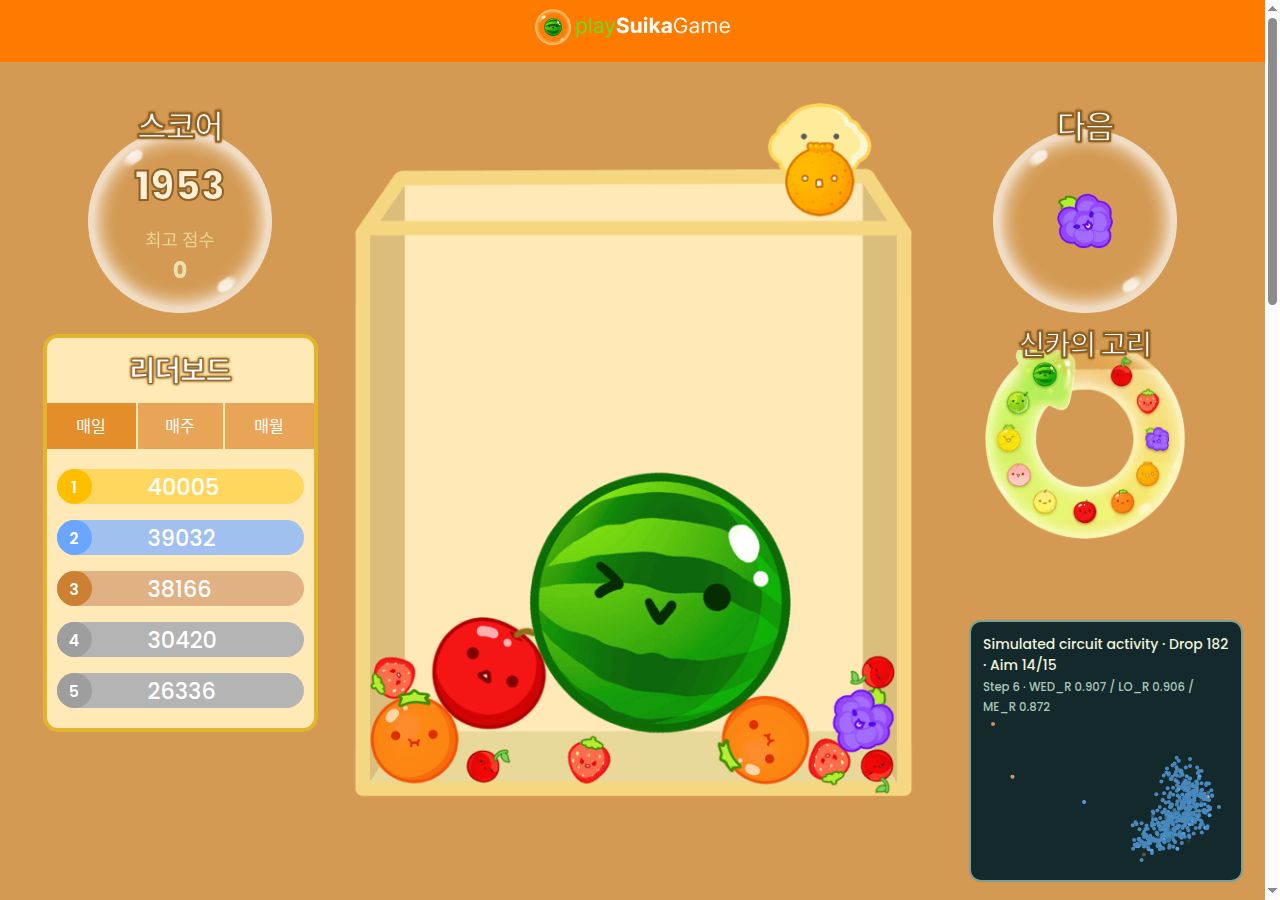 playSuikaGame
스코어
1953
최고 점수
0
리더보드
매일 매주 매월
1 40005
2 39032
3 38166
4 30420
5 26336
다음
신카의 고리
Simulated circuit activity · Drop 182
· Aim 14/15
Step 6 · WED_R 0.907 / LO_R 0.906 /
ME_R 0.872